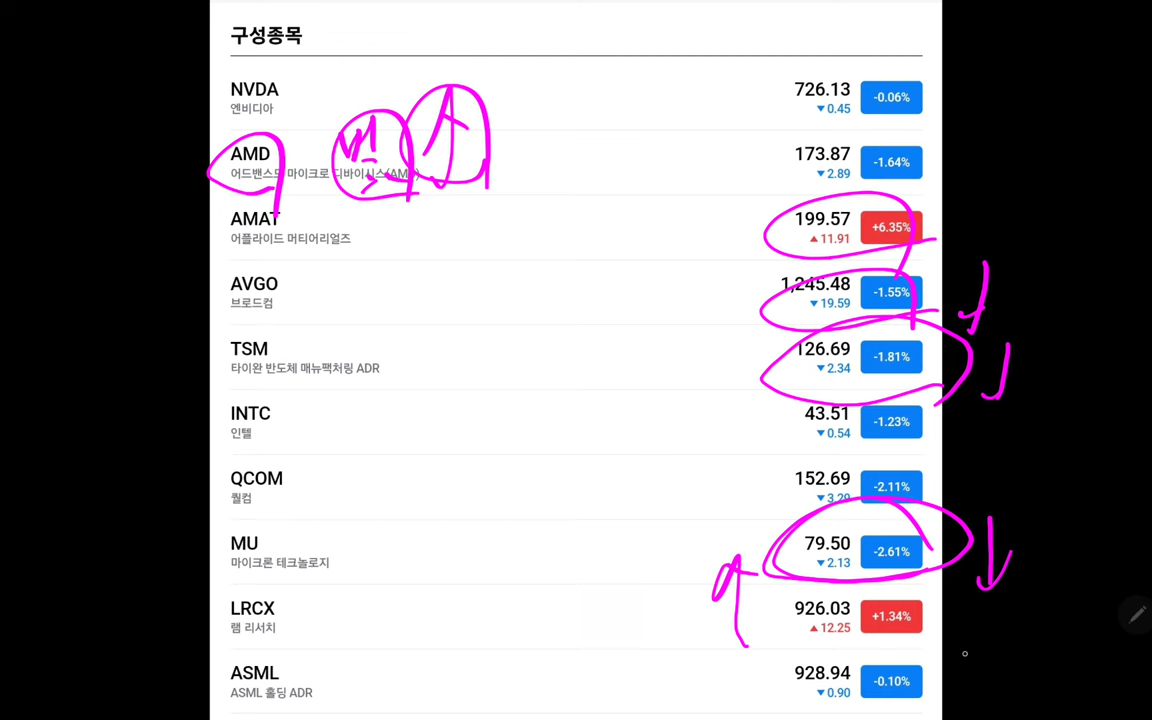 구성종목
NVDA
엔비디아
726.13
▼0.45
-0.06%
AMD
어드밴스드 마이크로 디바이시스(AMD)
173.87
▼2.89
-1.64%
AMAT
어플라이드 머티어리얼즈
199.57
▲11.91
+6.35%
AVGO
브로드컴
1,245.48
▼19.59
-1.55%
TSM
타이완 반도체 매뉴팩처링 ADR
126.69
▼2.34
-1.81%
INTC
인텔
43.51
▼0.54
-1.23%
QCOM
퀄컴
152.69
▼3.29
-2.11%
MU
마이크론 테크놀로지
79.50
▼2.13
-2.61%
LRCX
램 리서치
926.03
▲12.25
+1.34%
ASML
ASML 홀딩 ADR
928.94
▼0.90
-0.10%